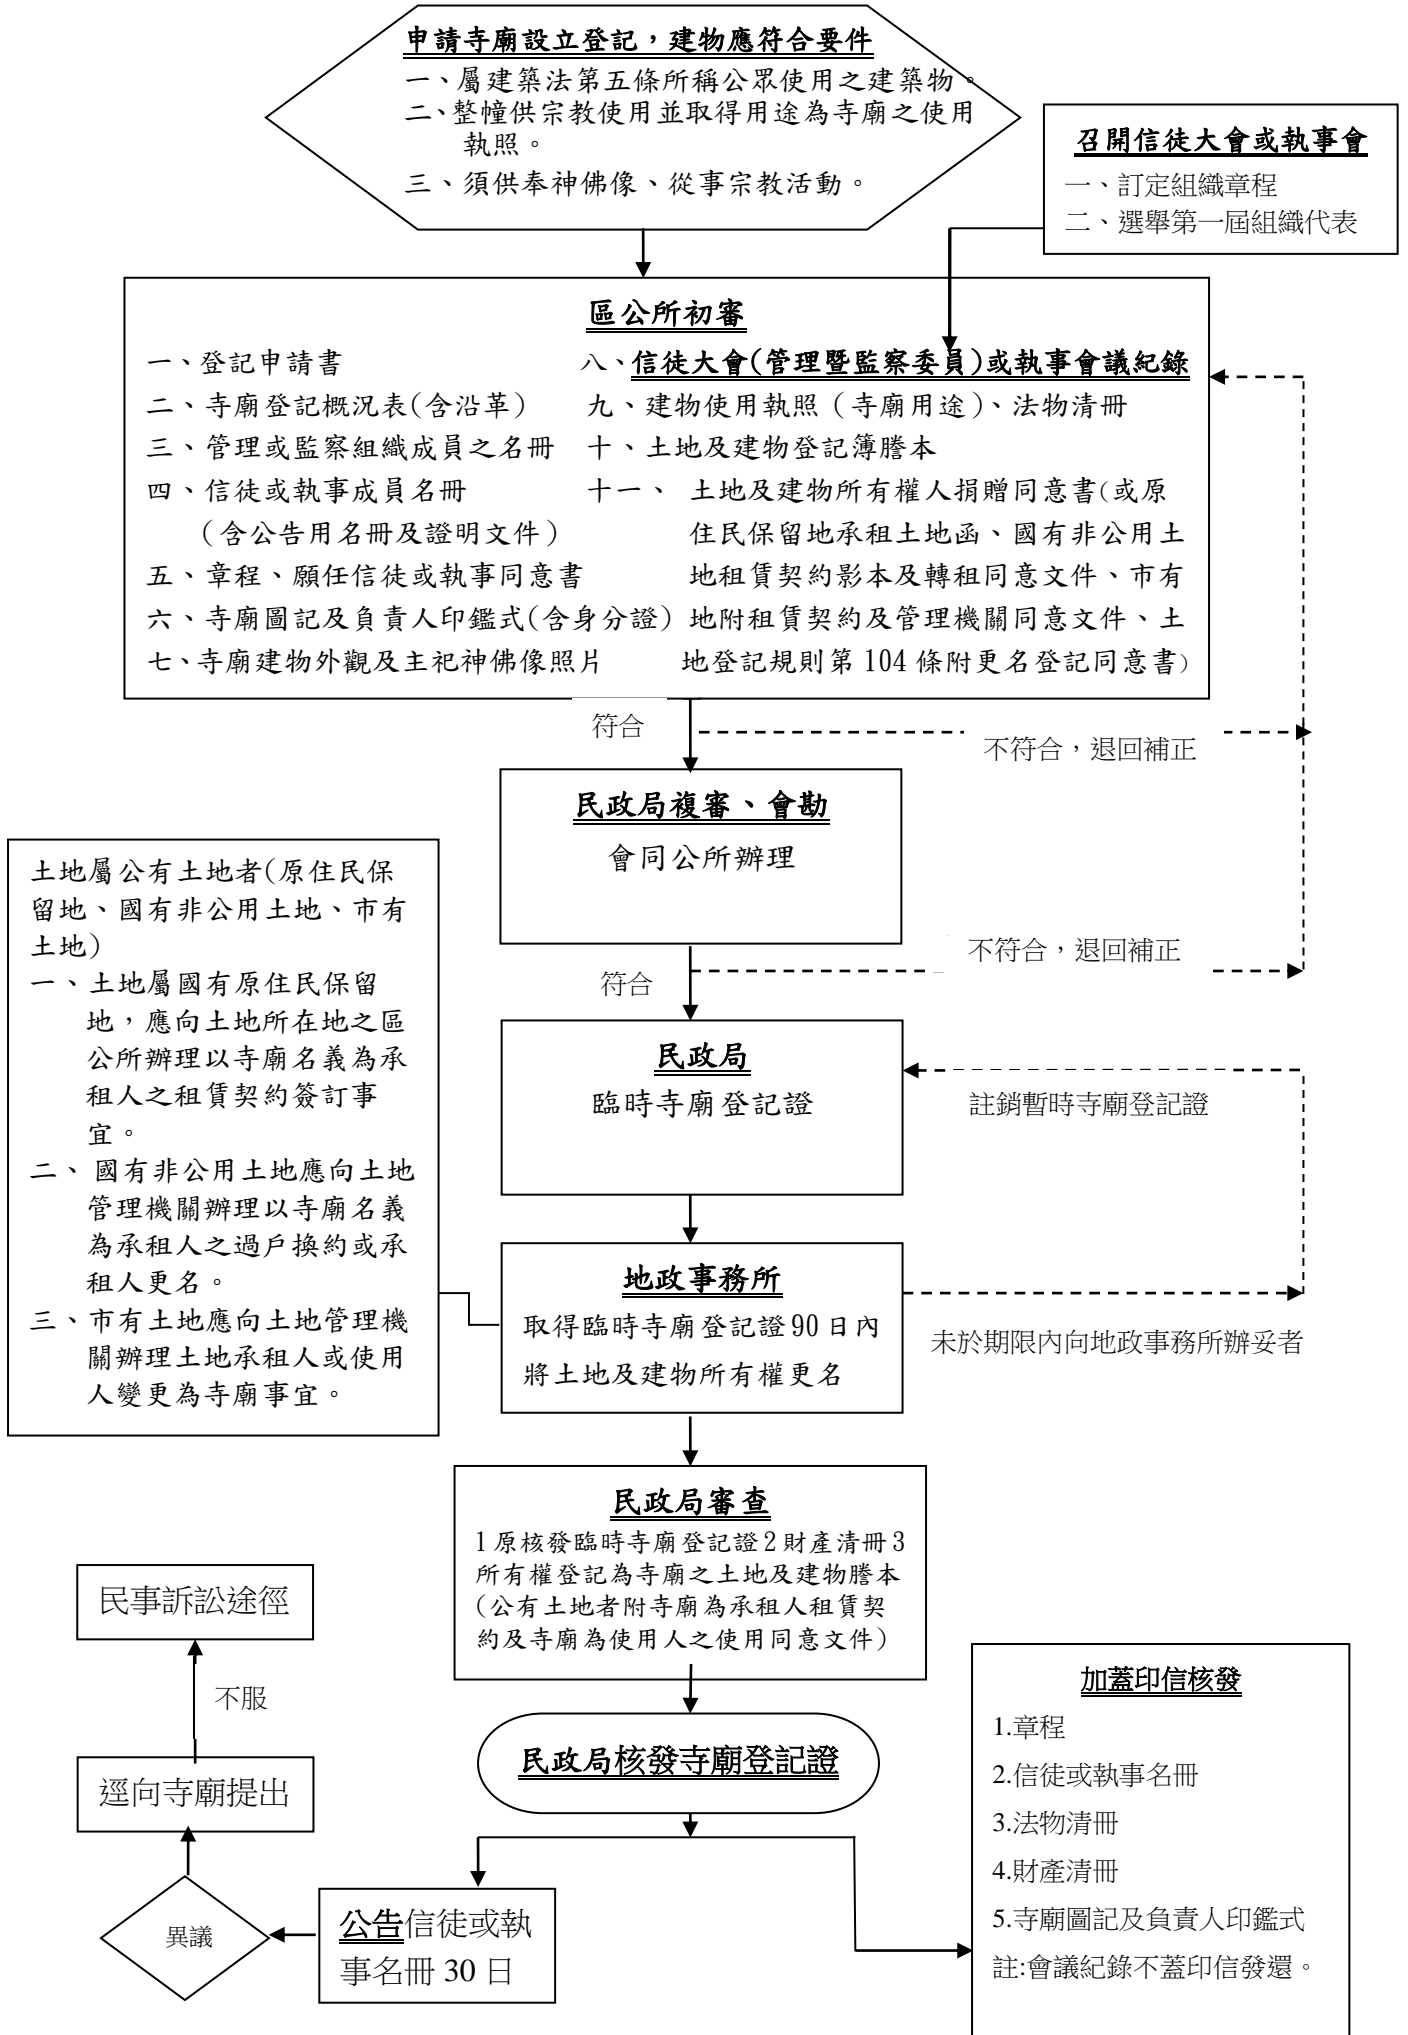 申請寺廟設立登記，建物應符合要件
一、屬建築法第五條所稱公眾使用之建築物。
二、整幢供宗教使用並取得用途為寺廟之使用
執照。
三、須供奉神佛像、從事宗教活動。
召開信徒大會或執事會
一、訂定組織章程
二、選舉第一屆組織代表
區公所初審
一、登記申請書
二、寺廟登記概況表(含沿革)
三、管理或監察組織成員之名冊
四、信徒或執事成員名冊
（含公告用名冊及證明文件）
五、章程、願任信徒或執事同意書
六、寺廟圖記及負責人印鑑式(含身分證)
七、寺廟建物外觀及主祀神佛像照片
八、信徒大會(管理暨監察委員)或執事會議紀錄
九、建物使用執照（寺廟用途）、法物清冊
十、土地及建物登記簿謄本
十一、 土地及建物所有權人捐贈同意書(或原
住民保留地承租土地函、國有非公用土
地租賃契約影本及轉租同意文件、市有
地附租賃契約及管理機關同意文件、土
地登記規則第 104 條附更名登記同意書)
符合
不符合，退回補正
民政局複審、會勘
會同公所辦理
符合
不符合，退回補正
土地屬公有土地者(原住民保
留地、國有非公用土地、市有
土地)
一、土地屬國有原住民保留
地，應向土地所在地之區
公所辦理以寺廟名義為承
租人之租賃契約簽訂事
宜。
二、 國有非公用土地應向土地
管理機關辦理以寺廟名義
為承租人之過戶換約或承
租人更名。
三、市有土地應向土地管理機
關辦理土地承租人或使用
人變更為寺廟事宜。
民政局
臨時寺廟登記證
註銷暫時寺廟登記證
地政事務所
取得臨時寺廟登記證 90 日內
將土地及建物所有權更名
未於期限內向地政事務所辦妥者
民政局審查
1 原核發臨時寺廟登記證 2 財產清冊 3
所有權登記為寺廟之土地及建物謄本
(公有土地者附寺廟為承租人租賃契
約及寺廟為使用人之使用同意文件)
民政局核發寺廟登記證
民事訴訟途徑
不服
逕向寺廟提出
異議
公告信徒或執
事名冊 30 日
加蓋印信核發
1.章程
2.信徒或執事名冊
3.法物清冊
4.財產清冊
5.寺廟圖記及負責人印鑑式
註:會議紀錄不蓋印信發還。